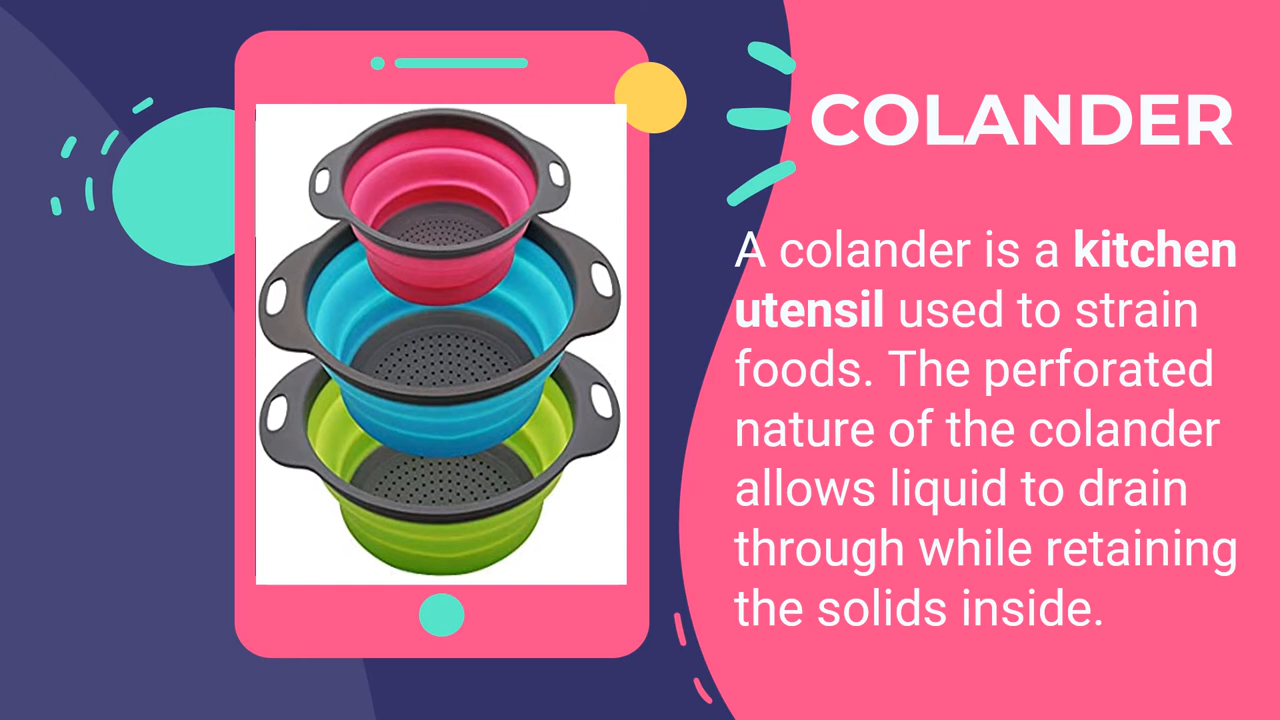 COLANDER
A colander is a kitchen
utensil used to strain
foods. The perforated
nature of the colander
allows liquid to drain
through while retaining
the solids inside.